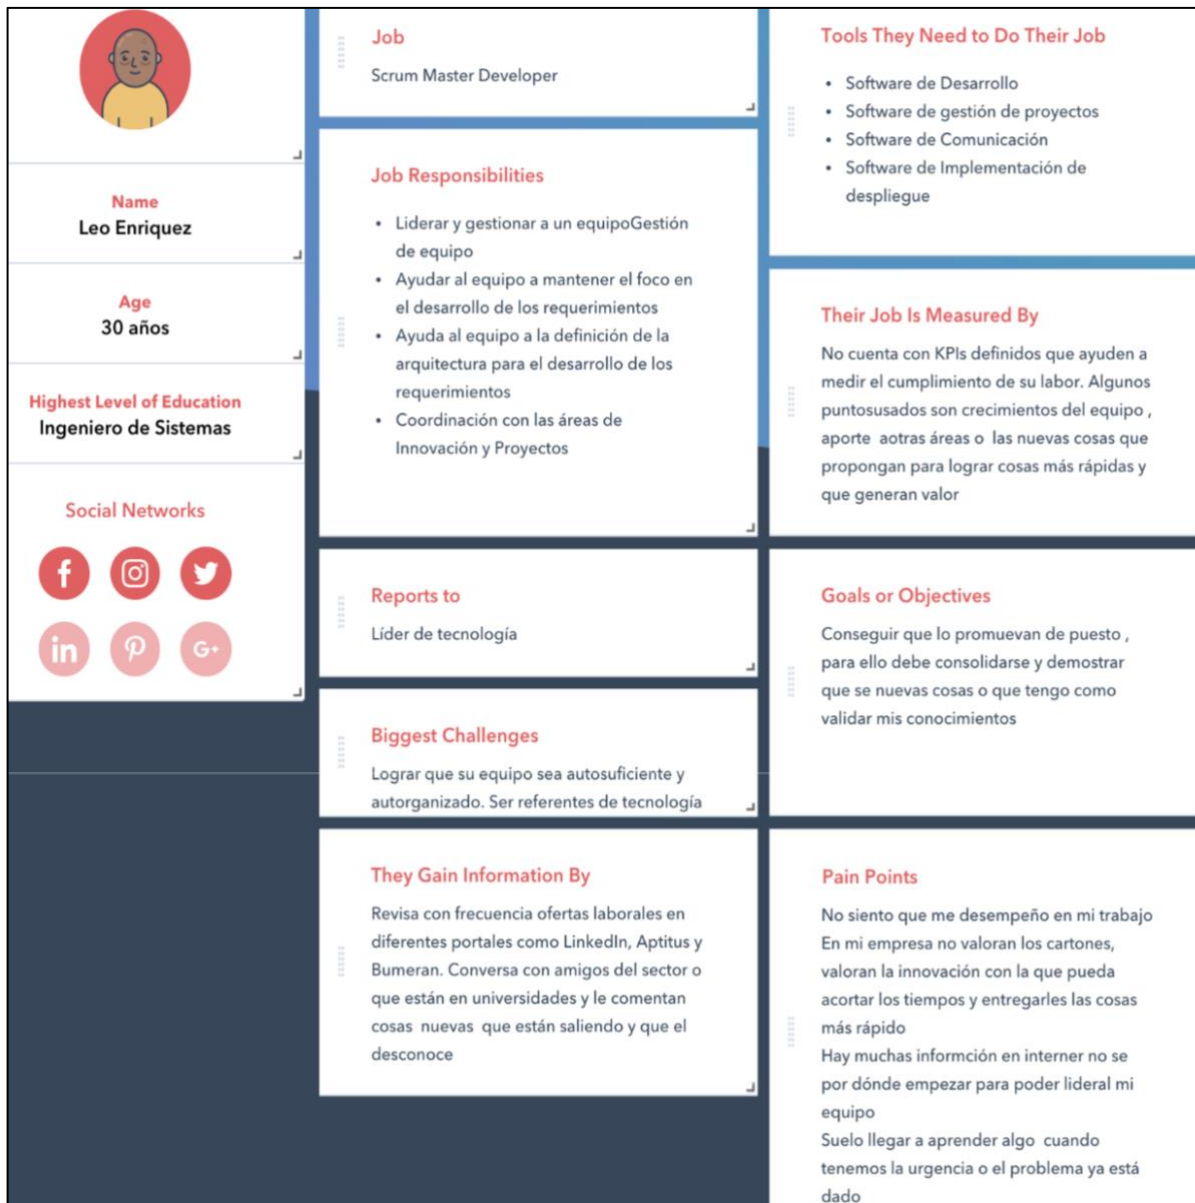 Name
Leo Enriquez
Age
30 años
Highest Level of Education
Ingeniero de Sistemas
Social Networks
f
in
G+
Job
Scrum Master Developer
Job Responsibilities
• Liderar y gestionar a un equipoGestión
de equipo
• Ayudar al equipo a mantener el foco en
el desarrollo de los requerimientos
• Ayuda al equipo a la definición de la
arquitectura para el desarrollo de los
requerimientos
• Coordinación con las áreas de
Innovación y Proyectos
Reports to
Líder de tecnología
Biggest Challenges
Lograr que su equipo sea autosuficiente y
autorganizado. Ser referentes de tecnología
They Gain Information By
Revisa con frecuencia ofertas laborales en
diferentes portales como LinkedIn, Aptitus y
Bumeran. Conversa con amigos del sector o
que están en universidades y le comentan
cosas nuevas que están saliendo y que el
desconoce
Tools They Need to Do Their Job
• Software de Desarrollo
• Software de gestión de proyectos
• Software de Comunicación
• Software de Implementación de
despliegue
Their Job Is Measured By
No cuenta con KPIs definidos que ayuden a
medir el cumplimiento de su labor. Algunos
puntosusados son crecimientos del equipo ,
aporte aotras áreas o las nuevas cosas que
propongan para lograr cosas más rápidas y
que generan valor
Goals or Objectives
Conseguir que lo promuevan de puesto ,
para ello debe consolidarse y demostrar
que se nuevas cosas o que tengo como
validar mis conocimientos
Pain Points
No siento que me desempeño en mi trabajo
En mi empresa no valoran los cartones,
valoran la innovación con la que pueda
acortar los tiempos y entregarles las cosas
más rápido
Hay muchas informción en interner no se
por dónde empezar para poder lideral mi
equipo
Suelo llegar a aprender algo cuando
tenemos la urgencia o el problema ya está
dado